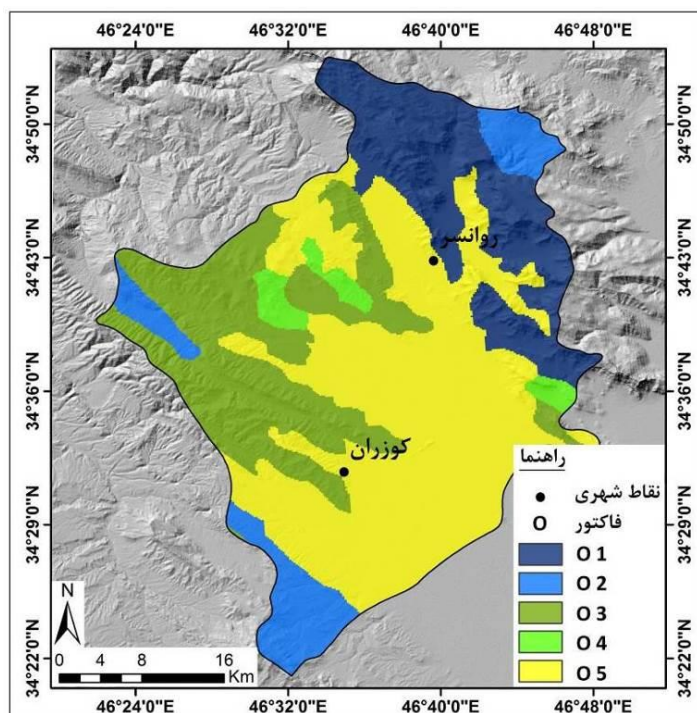 46°24'0"E 46°32'0"E 46°40'0"E 46°48'0"E
34°50'0"N 34°50'0"N
34°43'0"N 34°43'0"N
34°36'0"N 34°36'0"N
34°29'0"N 34°29'0"N
34°22'0"N 34°22'0"N
روانسر
کوزران
راهنما
نقاط شهری
O فاکتور
O 1
O 2
O 3
O 4
O 5
N
0 2 4 8 16
Km
46°24'0"E 46°32'0"E 46°40'0"E 46°48'0"E